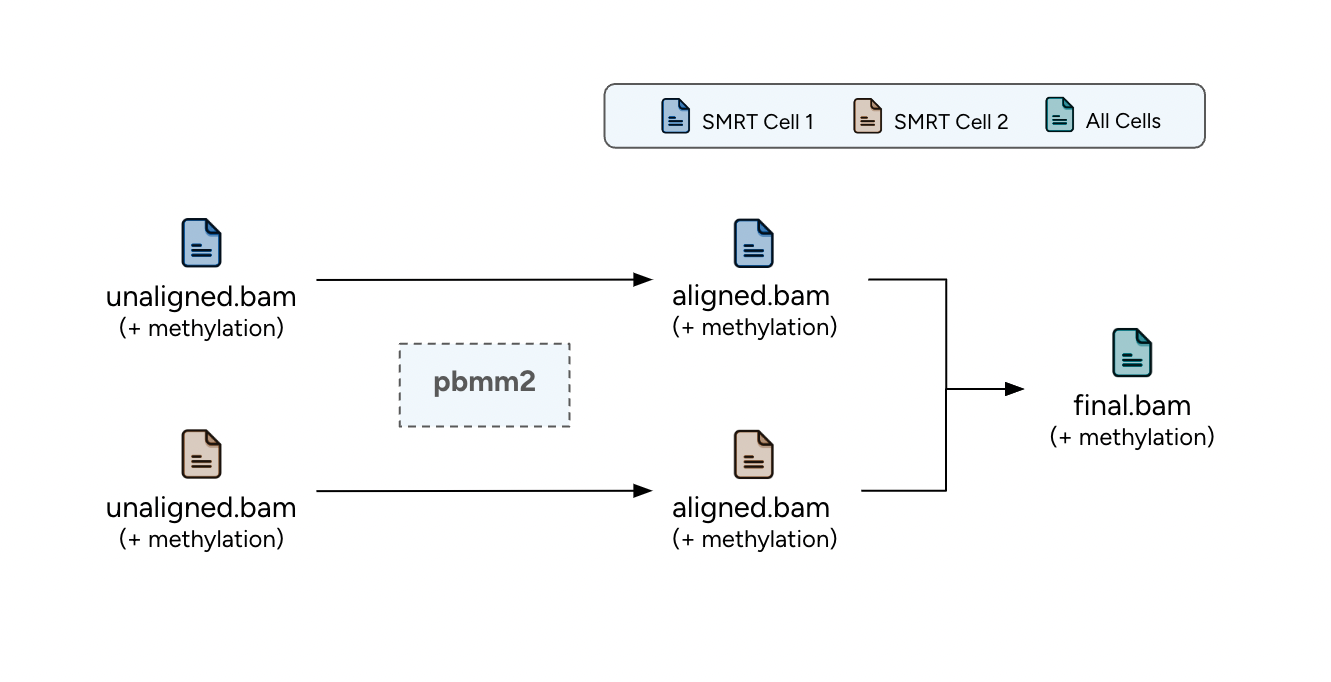 SMRT Cell 1
SMRT Cell 2
All Cells
unaligned.bam
(+ methylation)
aligned.bam
(+ methylation)
pbmm2
final.bam
(+ methylation)
unaligned.bam
(+ methylation)
aligned.bam
(+ methylation)